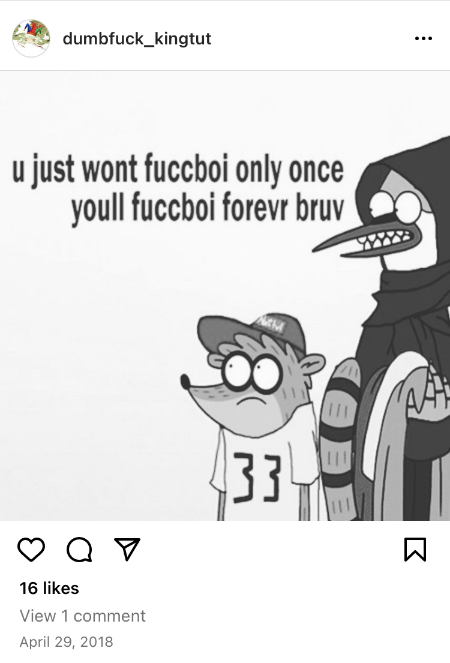 dumbfuck_kingtut
u just wont fuccboi only once
youll fuccboi forevr bruv
33
16 likes
View 1 comment
April 29, 2018